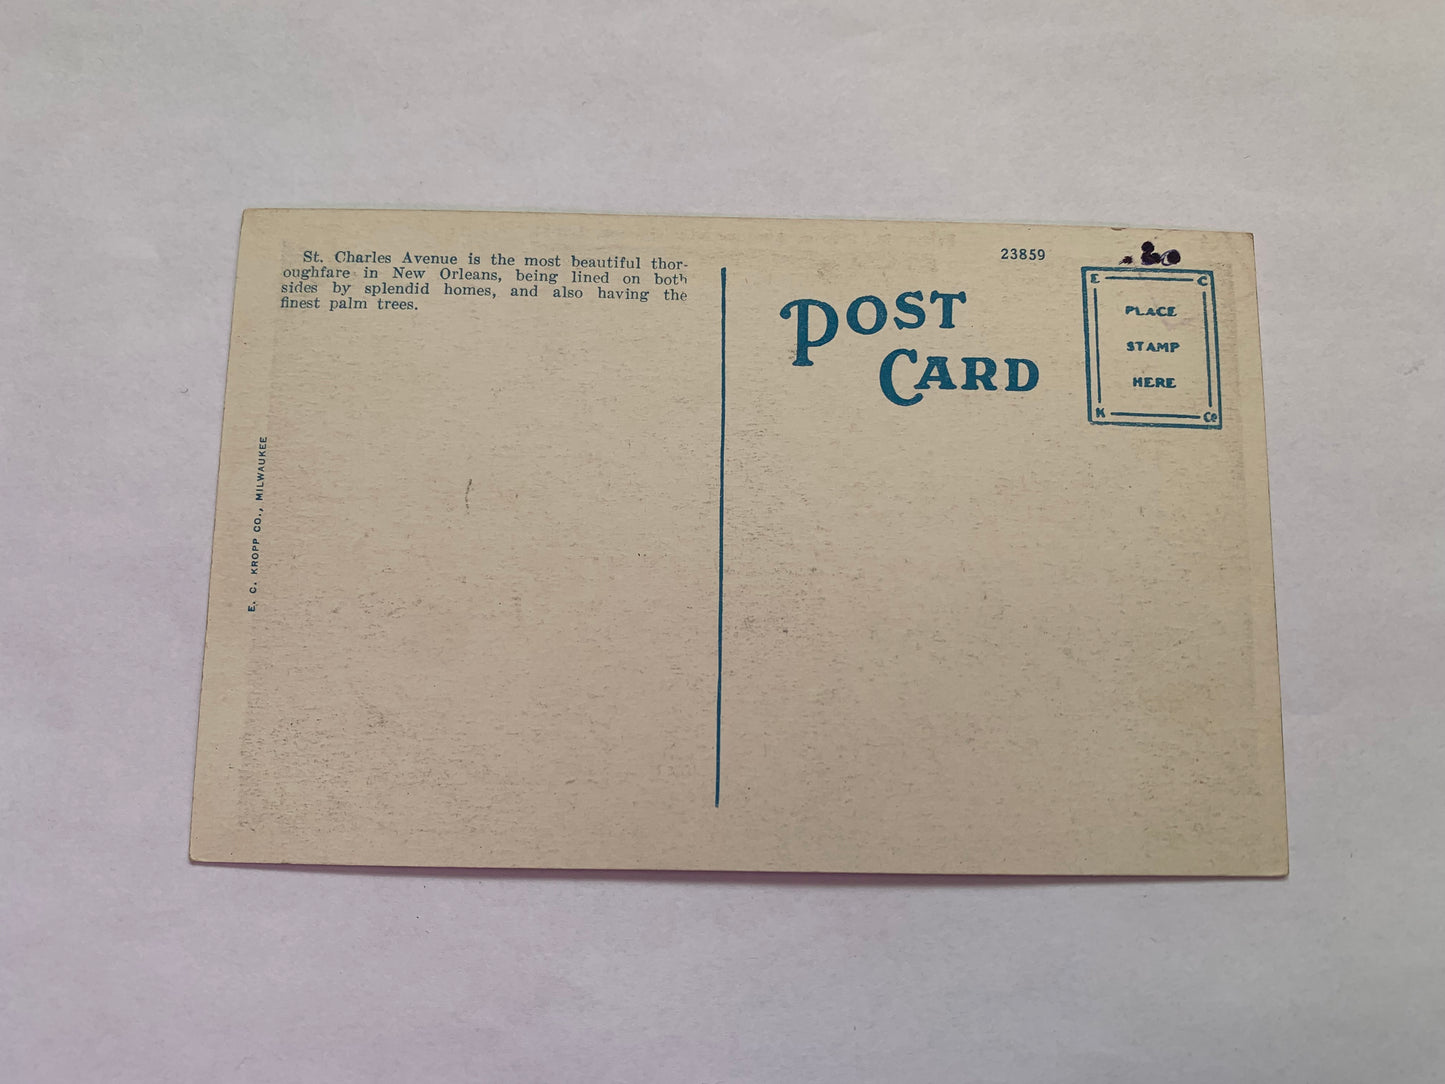 St. Charles Avenue is the most beautiful thor-
oughfare in New Orleans, being lined on both
sides by splendid homes, and also having the
finest palm trees.
E. C. KROPP CO., MILWAUKEE
23859
POST
CARD
E C
PLACE
STAMP
HERE
K Co